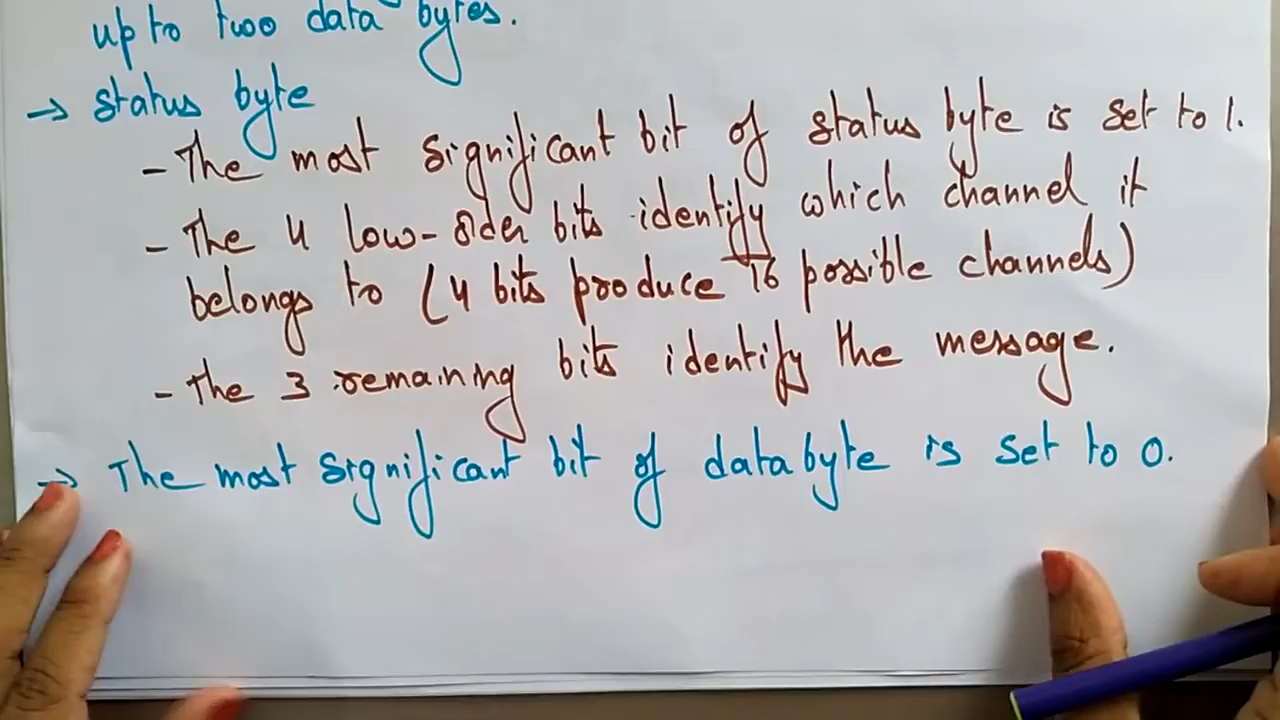 up to two data bytes.
→ status byte
- The most significant bit of status byte is set to 1.
- The 4 low-order bits identify which channel it
belongs to (4 bits produce 16 possible channels)
- The 3 remaining bits identify the message.
→ The most significant bit of databyte is set to 0.